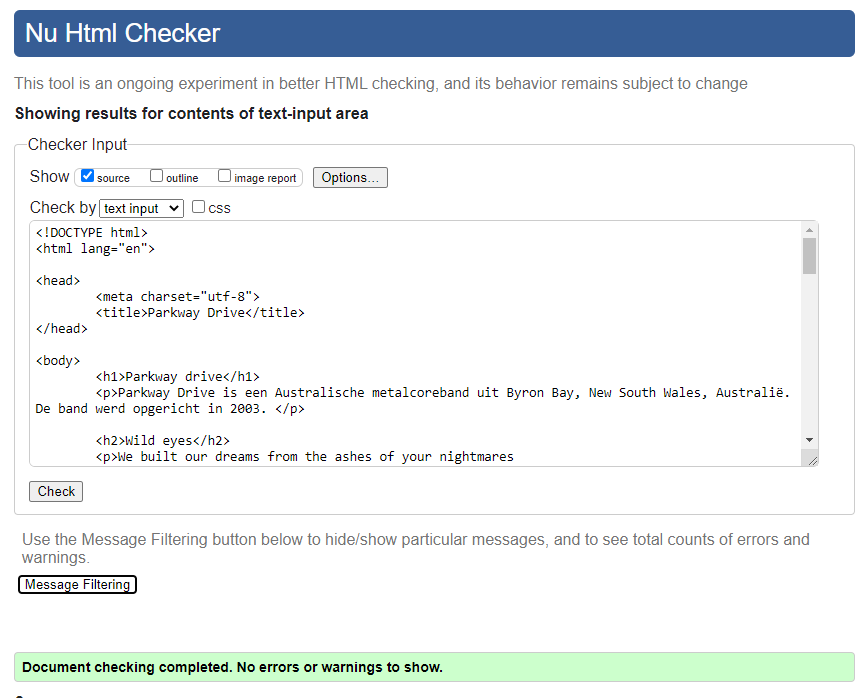 Nu Html Checker
This tool is an ongoing experiment in better HTML checking, and its behavior remains subject to change
Showing results for contents of text-input area
Checker Input
Show source outline image report Options...
Check by text input css
<!DOCTYPE html>
<html lang="en">
<head>
<meta charset="utf-8">
<title>Parkway Drive</title>
</head>
<body>
<h1>Parkway drive</h1>
<p>Parkway Drive is een Australische metalcoreband uit Byron Bay, New South Wales, Australië.
De band werd opgericht in 2003. </p>
<h2>Wild eyes</h2>
<p>We built our dreams from the ashes of your nightmares
Check
Use the Message Filtering button below to hide/show particular messages, and to see total counts of errors and
warnings.
Message Filtering
Document checking completed. No errors or warnings to show.